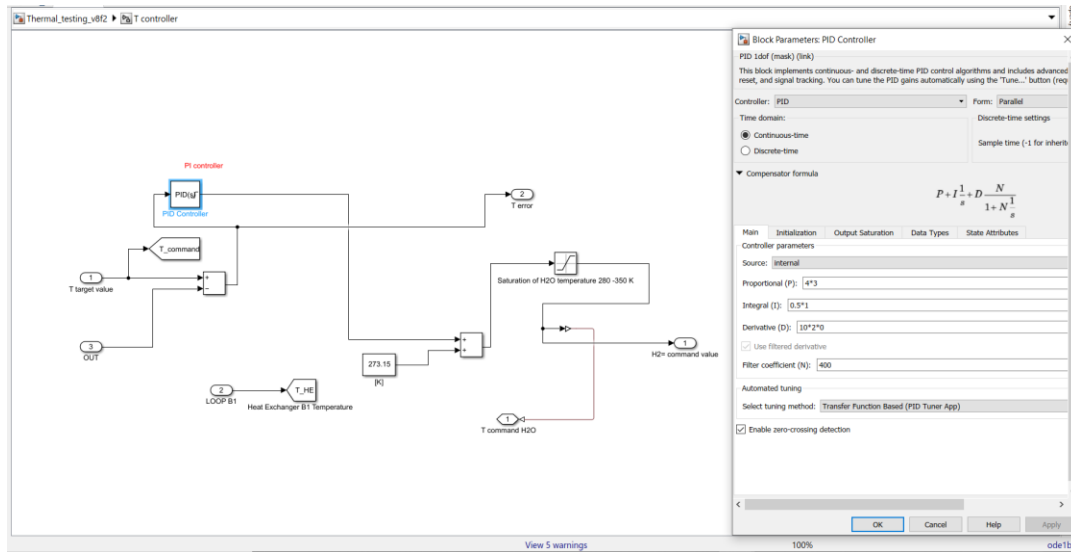 Thermal_testing_v8f2 ▶ T controller
PI controller
PID(s)
PID Controller
2
T error
T_command
1
T target value
+
−
Saturation of H2O temperature 280 -350 K
3
OUT
+
+
273.15
[K]
1
H2= command value
2
LOOP B1
T_HE
Heat Exchanger B1 Temperature
1
T command H2O
View 5 warnings
100%
ode1b
Block Parameters: PID Controller
PID 1dof (mask) (link)
This block implements continuous- and discrete-time PID control algorithms and includes advanced
reset, and signal tracking. You can tune the PID gains automatically using the 'Tune...' button (req
Controller: PID
Form: Parallel
Time domain:
Discrete-time settings
Continuous-time
Discrete-time
Sample time (-1 for inherite
Compensator formula
P + I 1/s + D N/(1 + N 1/s)
Main Initialization Output Saturation Data Types State Attributes
Controller parameters
Source: internal
Proportional (P): 4*3
Integral (I): 0.5*1
Derivative (D): 10*2*0
Use filtered derivative
Filter coefficient (N): 400
Automated tuning
Select tuning method: Transfer Function Based (PID Tuner App)
Enable zero-crossing detection
OK Cancel Help Apply